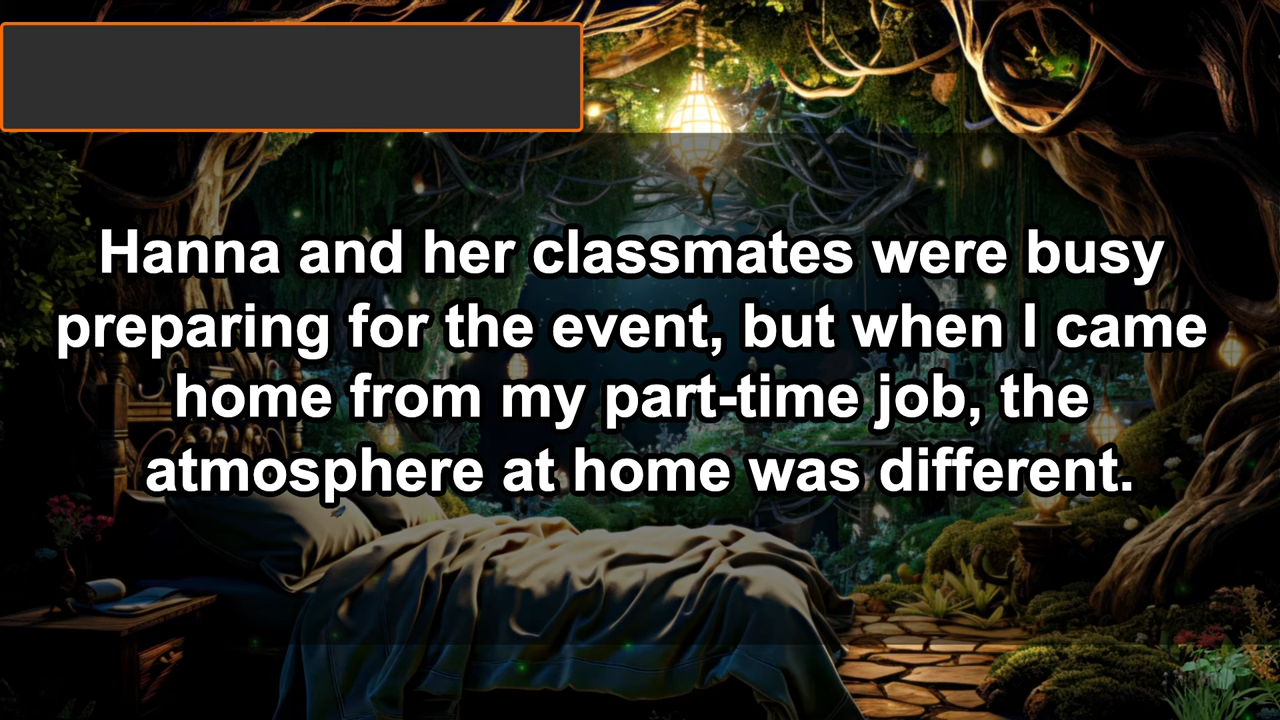 Hanna and her classmates were busy
preparing for the event, but when I came
home from my part-time job, the
atmosphere at home was different.